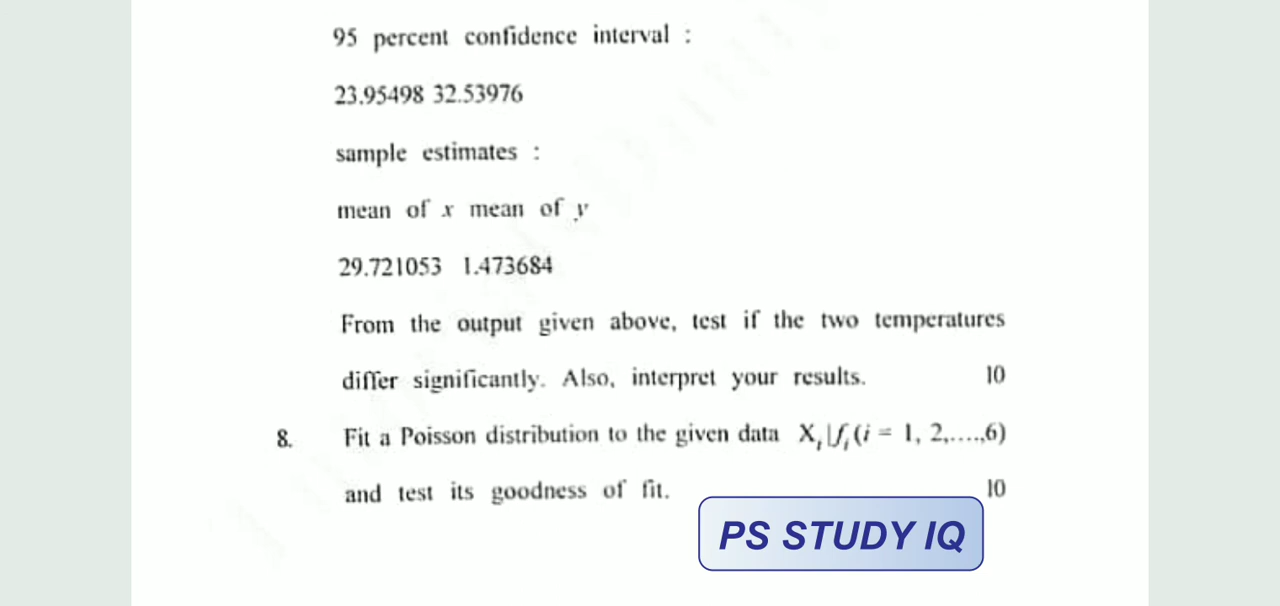 95 percent confidence interval :
23.95498 32.53976
sample estimates :
mean of x mean of y
29.721053 1.473684
From the output given above, test if the two temperatures
differ significantly. Also, interpret your results. 10
8. Fit a Poisson distribution to the given data Xᵢ|fᵢ(i = 1, 2,....,6)
and test its goodness of fit. 10
PS STUDY IQ